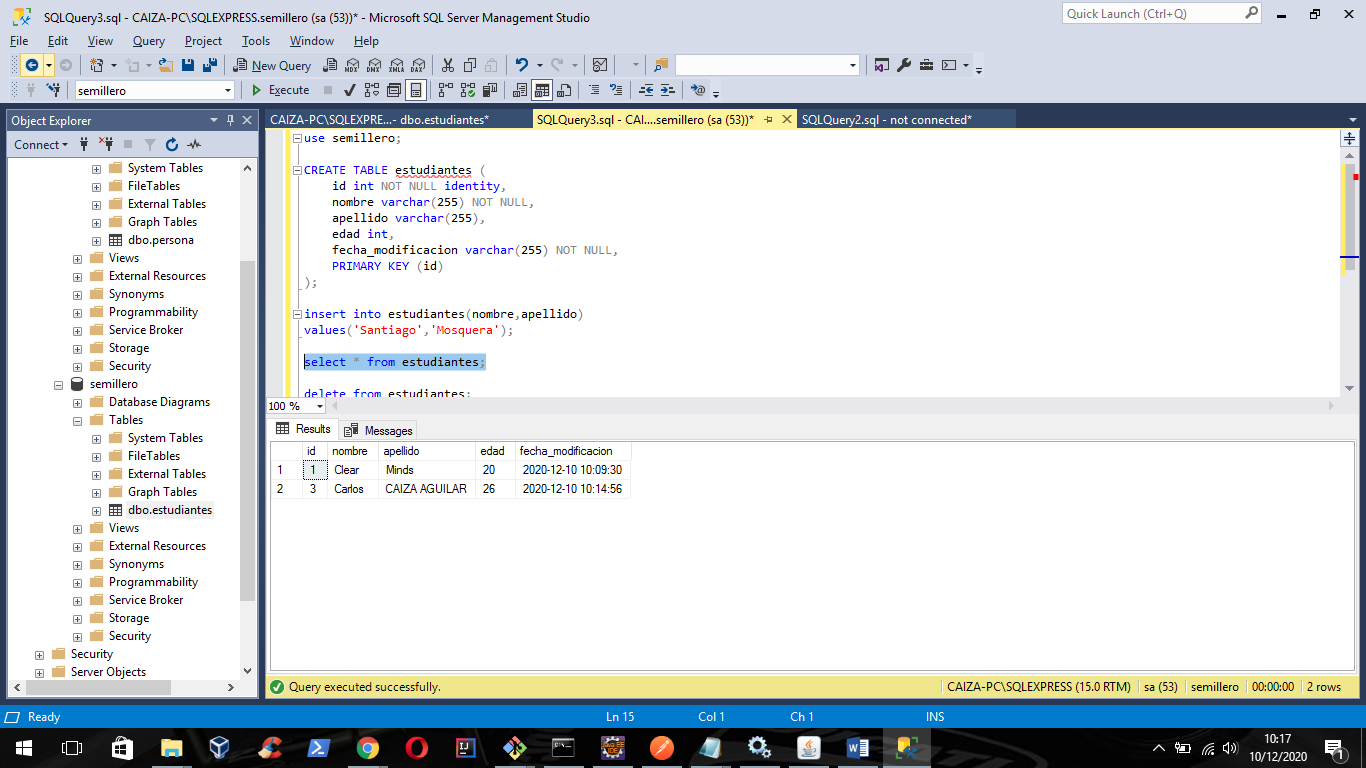 SQLQuery3.sql - CAIZA-PC\SQLEXPRESS.semillero (sa (53))* - Microsoft SQL Server Management Studio
Quick Launch (Ctrl+Q)
File Edit View Query Project Tools Window Help
New Query MDX DMX XMLA DAX
semillero Execute
Object Explorer
Connect
System Tables
FileTables
External Tables
Graph Tables
dbo.persona
Views
External Resources
Synonyms
Programmability
Service Broker
Storage
Security
semillero
Database Diagrams
Tables
System Tables
FileTables
External Tables
Graph Tables
dbo.estudiantes
Views
External Resources
Synonyms
Programmability
Service Broker
Storage
Security
Security
Server Objects
CAIZA-PC\SQLEXPRE...- dbo.estudiantes* SQLQuery3.sql - CAI....semillero (sa (53))* SQLQuery2.sql - not connected*
use semillero;
CREATE TABLE estudiantes (
id int NOT NULL identity,
nombre varchar(255) NOT NULL,
apellido varchar(255),
edad int,
fecha_modificacion varchar(255) NOT NULL,
PRIMARY KEY (id)
);
insert into estudiantes(nombre,apellido)
values('Santiago','Mosquera');
select * from estudiantes;
delete from estudiantes;
100 %
Results Messages
id nombre apellido edad fecha_modificacion
1 1 Clear Minds 20 2020-12-10 10:09:30
2 3 Carlos CAIZA AGUILAR 26 2020-12-10 10:14:56
Query executed successfully. CAIZA-PC\SQLEXPRESS (15.0 RTM) sa (53) semillero 00:00:00 2 rows
Ready Ln 15 Col 1 Ch 1 INS
10:17
10/12/2020
1